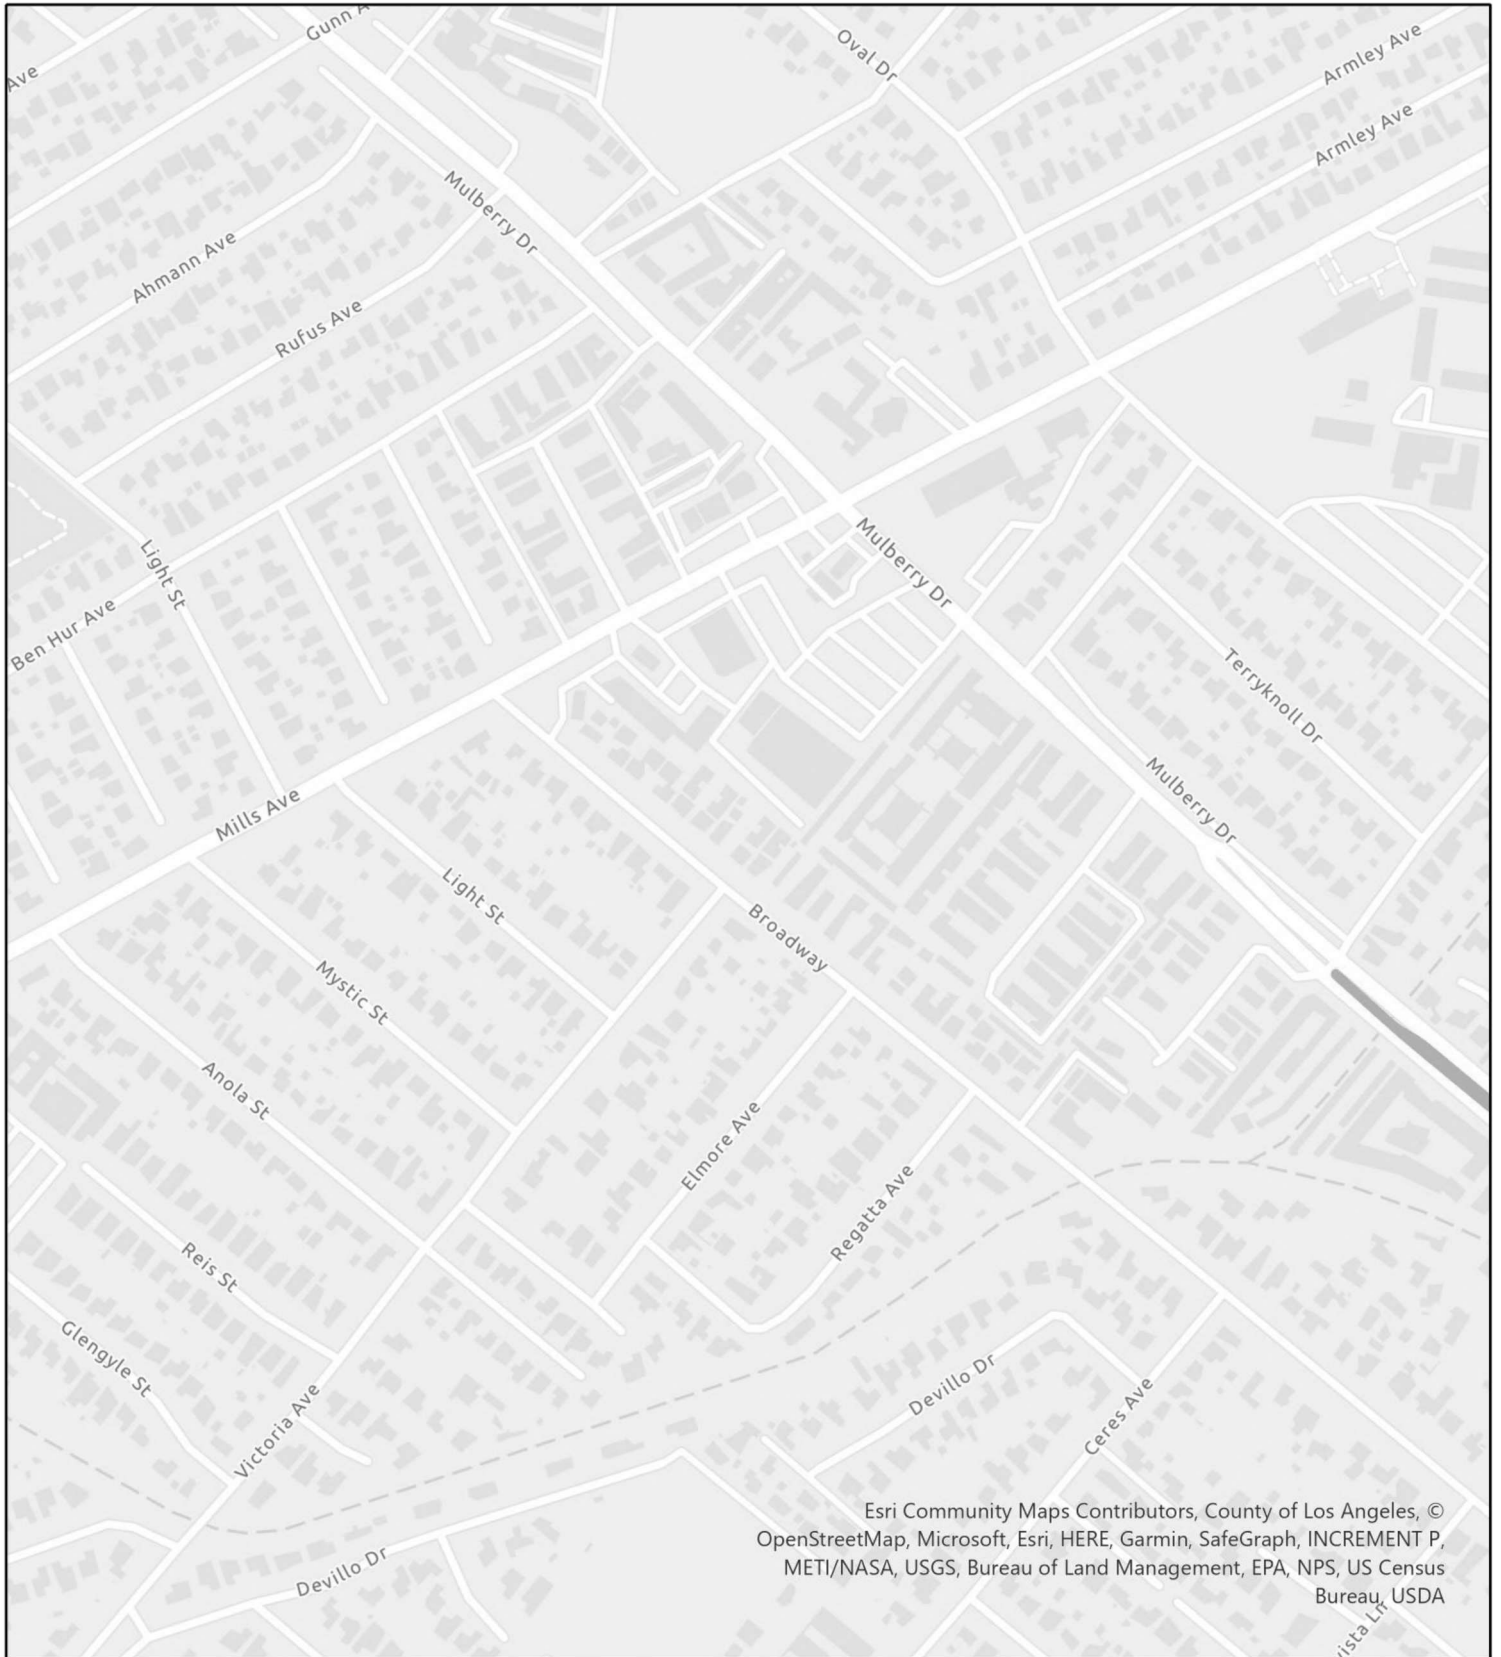 Gunn A
Oval Dr
Armley Ave
Ave
Armley Ave
Mulberry Dr
Ahmann Ave
Rufus Ave
Mulberry Dr
Light St
Ben Hur Ave
Terryknoll Dr
Mulberry Dr
Mills Ave
Light St
Broadway
Mystic St
Anola St
Elmore Ave
Regatta Ave
Reis St
Glengyle St
Devillo Dr
Victoria Ave
Ceres Ave
Devillo Dr
Esri Community Maps Contributors, County of Los Angeles, ©
OpenStreetMap, Microsoft, Esri, HERE, Garmin, SafeGraph, INCREMENT P,
METI/NASA, USGS, Bureau of Land Management, EPA, NPS, US Census
Bureau, USDA
vista Ln